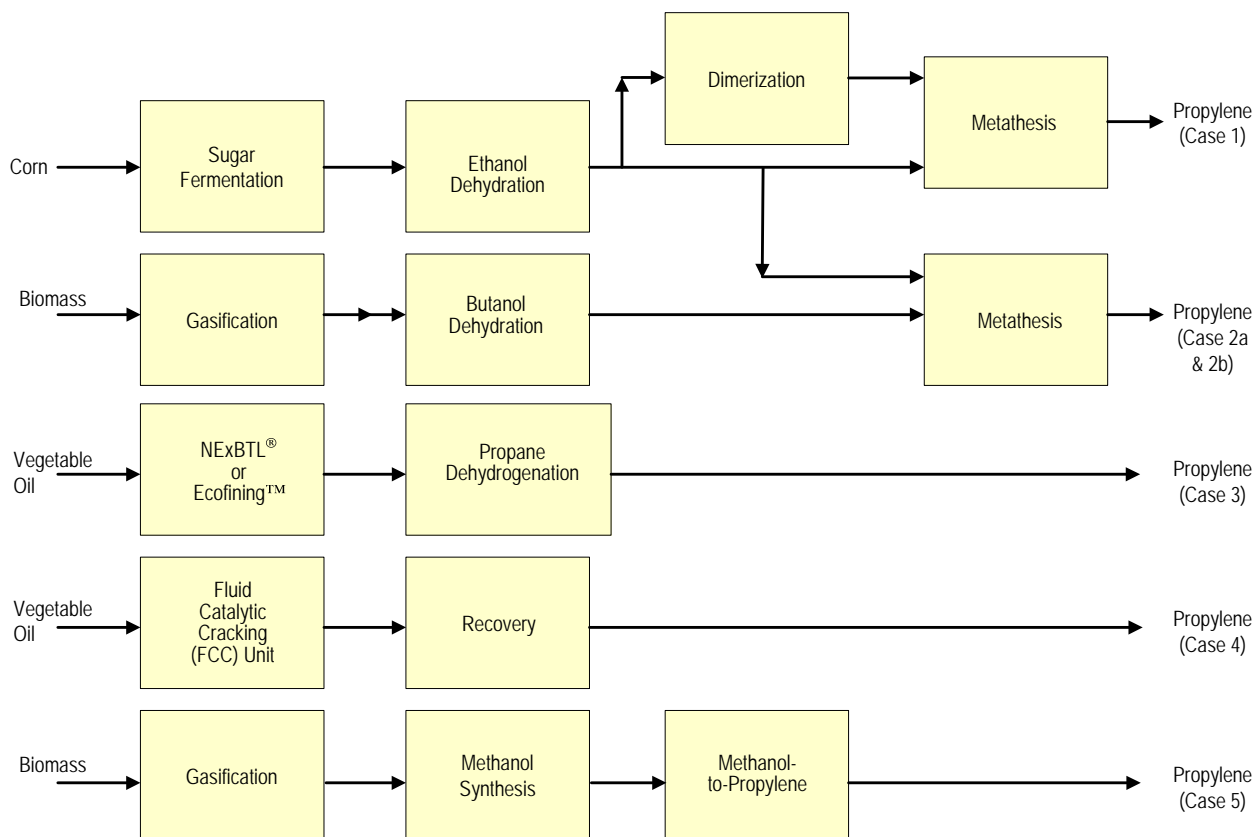 Dimerization
Metathesis
Propylene
(Case 1)
Corn
Sugar
Fermentation
Ethanol
Dehydration
Biomass
Gasification
Butanol
Dehydration
Metathesis
Propylene
(Case 2a
& 2b)
Vegetable
Oil
NExBTL®
or
Ecofining™
Propane
Dehydrogenation
Propylene
(Case 3)
Vegetable
Oil
Fluid
Catalytic
Cracking
(FCC) Unit
Recovery
Propylene
(Case 4)
Biomass
Gasification
Methanol
Synthesis
Methanol-
to-Propylene
Propylene
(Case 5)